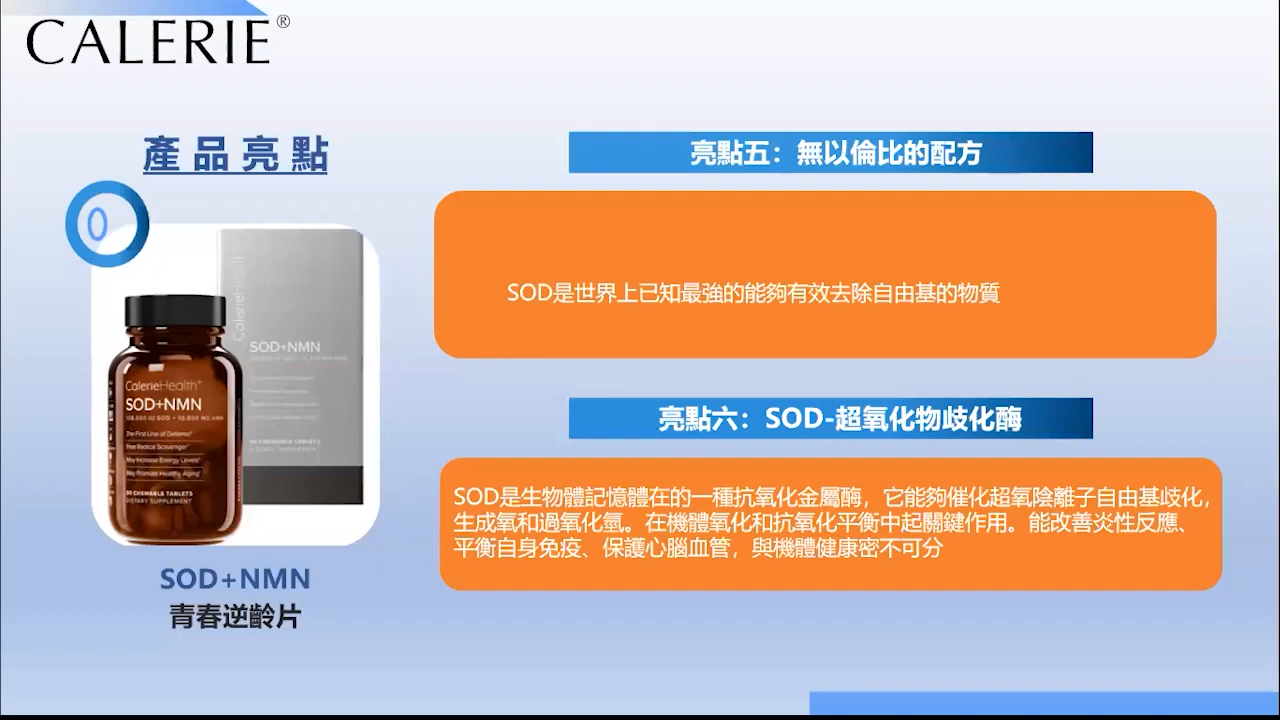 CALERIE®
產品亮點
亮點五：無以倫比的配方
SOD是世界上已知最強的能夠有效去除自由基的物質
亮點六：SOD-超氧化物歧化酶
SOD是生物體記憶體在的一種抗氧化金屬酶，它能夠催化超氧陰離子自由基歧化，
生成氧和過氧化氫。在機體氧化和抗氧化平衡中起關鍵作用。能改善炎性反應、
平衡自身免疫、保護心腦血管，與機體健康密不可分
CalerieHealth
SOD+NMN
CalerieHealth™
SOD+NMN
The First Line of Defense*
Free Radical Scavenger*
May Increase Energy Levels*
May Promote Healthy Aging*
90 CHEWABLE TABLETS
DIETARY SUPPLEMENT
SOD+NMN
青春逆齡片